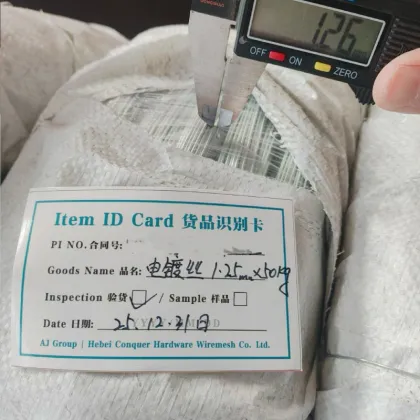 1.26
OFF ON ZERO
Item ID Card 货品识别卡
PI NO.合同号:
Goods Name 品名: 电镀丝 1.25mm×50kg
Inspection 验货 ☑ / Sample 样品 □
Date 日期: 25.12.31日
AJ Group | Hebei Conquer Hardware Wiremesh Co. Ltd.